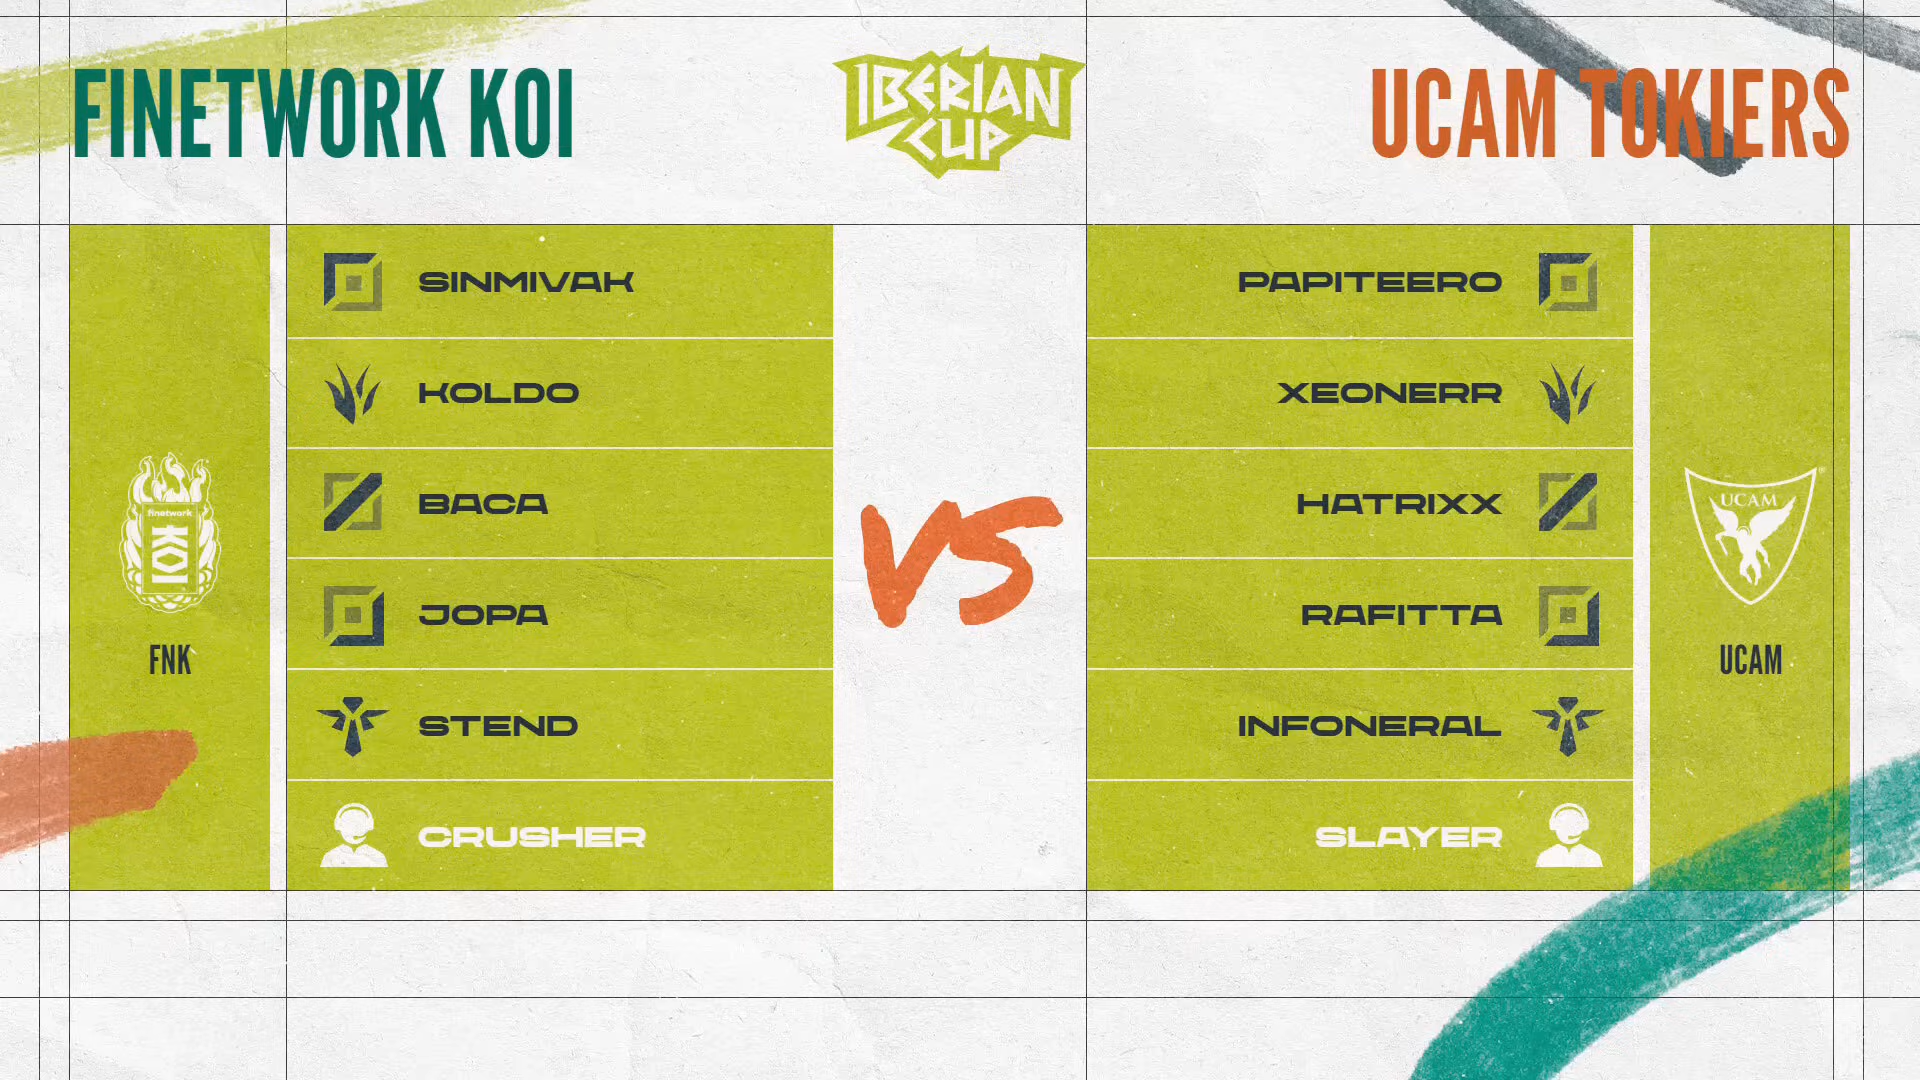 FINETWORK KOI
IBERIAN
CUP
UCAM TOKIERS
SINMIVAK
KOLDO
BACA
JOPA
STEND
CRUSHER
finetwork
KOI
FNK
VS
PAPITEERO
XEONERR
HATRIXX
RAFITTA
INFONERAL
SLAYER
UCAM
UCAM